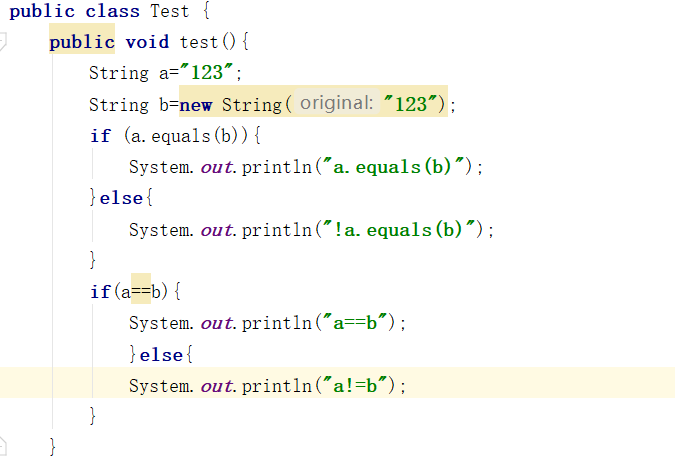 public class Test {
public void test(){
String a="123";
String b=new String( original: "123");
if (a.equals(b)){
System.out.println("a.equals(b)");
}else{
System.out.println("!a.equals(b)");
}
if(a==b){
System.out.println("a==b");
}else{
System.out.println("a!=b");
}
}